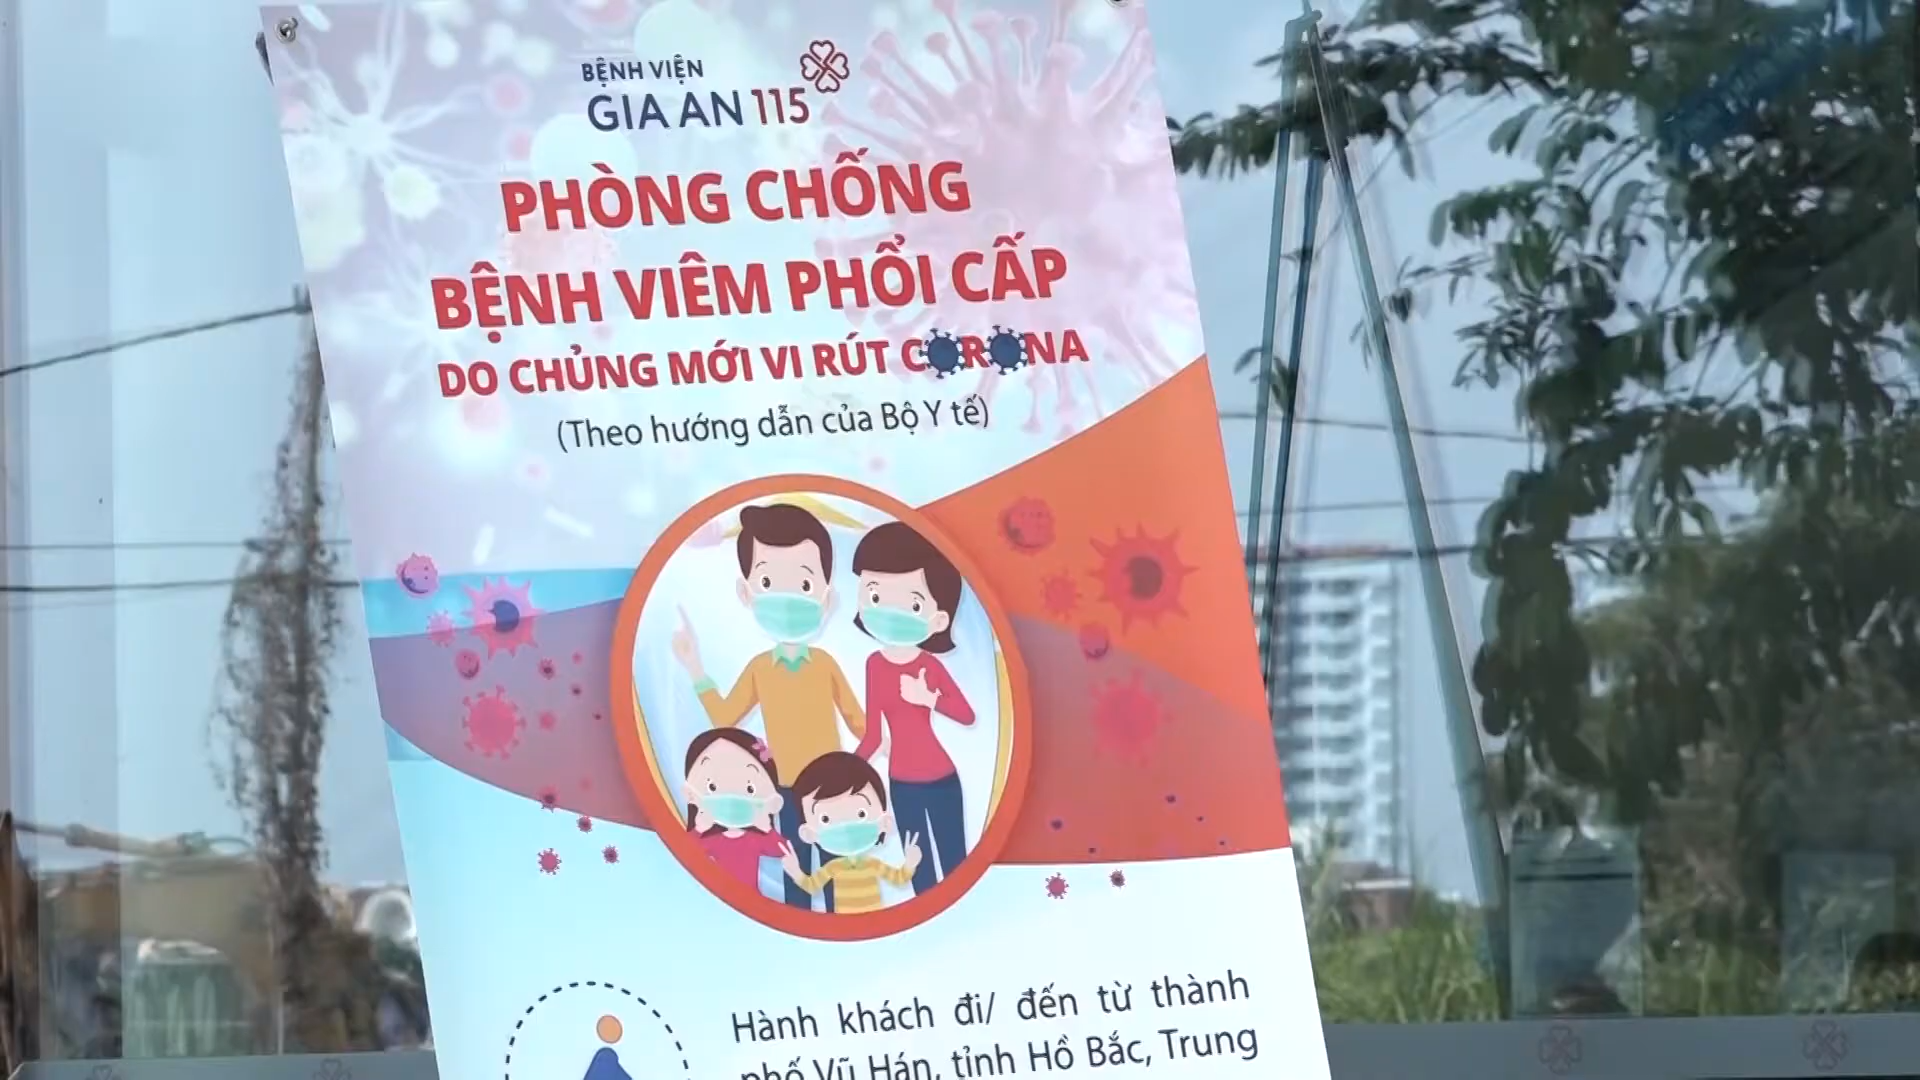 BỆNH VIỆN
GIA AN 115
PHÒNG CHỐNG
BỆNH VIÊM PHỔI CẤP
DO CHỦNG MỚI VI RÚT CORONA
(Theo hướng dẫn của Bộ Y tế)
Hành khách đi/ đến từ thành
phố Vũ Hán, tỉnh Hồ Bắc, Trung